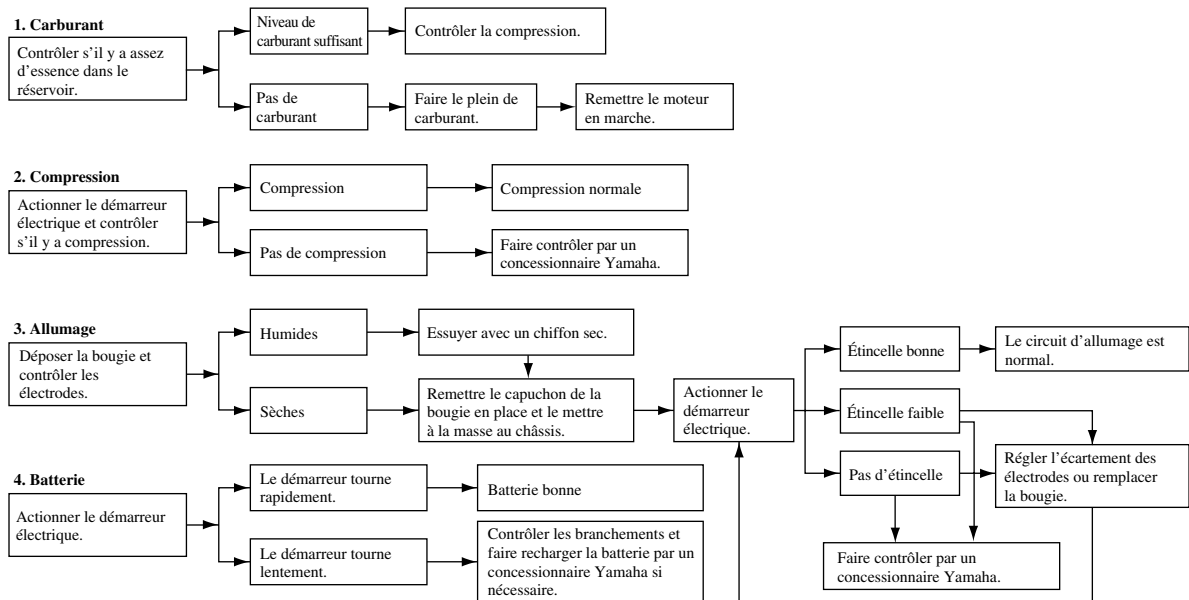 1. Carburant
Contrôler s'il y a assez
d'essence dans le
réservoir.
Niveau de
carburant suffisant
Contrôler la compression.
Pas de
carburant
Faire le plein de
carburant.
Remettre le moteur
en marche.
2. Compression
Actionner le démarreur
électrique et contrôler
s'il y a compression.
Compression
Compression normale
Pas de compression
Faire contrôler par un
concessionnaire Yamaha.
3. Allumage
Déposer la bougie et
contrôler les
électrodes.
Humides
Essuyer avec un chiffon sec.
Sèches
Remettre le capuchon de la
bougie en place et le mettre
à la masse au châssis.
Actionner le
démarreur
électrique.
Étincelle bonne
Le circuit d'allumage est
normal.
Étincelle faible
Pas d'étincelle
Régler l'écartement des
électrodes ou remplacer
la bougie.
Faire contrôler par un
concessionnaire Yamaha.
4. Batterie
Actionner le démarreur
électrique.
Le démarreur tourne
rapidement.
Batterie bonne
Le démarreur tourne
lentement.
Contrôler les branchements et
faire recharger la batterie par un
concessionnaire Yamaha si
nécessaire.